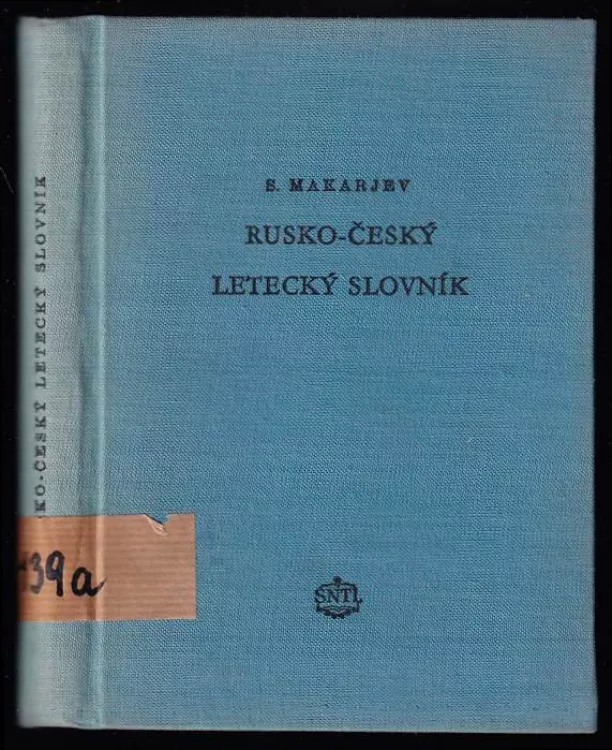 S. MAKARJEV
RUSKO-ČESKÝ
LETECKÝ SLOVNÍK
SNTL
KO-ČESKÝ LETECKÝ SLOVNÍK
39a